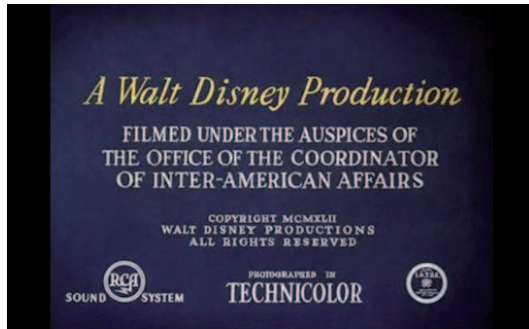 A Walt Disney Production
FILMED UNDER THE AUSPICES OF
THE OFFICE OF THE COORDINATOR
OF INTER-AMERICAN AFFAIRS
COPYRIGHT MCMXLII
WALT DISNEY PRODUCTIONS
ALL RIGHTS RESERVED
RCA
SOUND SYSTEM
PHOTOGRAPHED IN
TECHNICOLOR